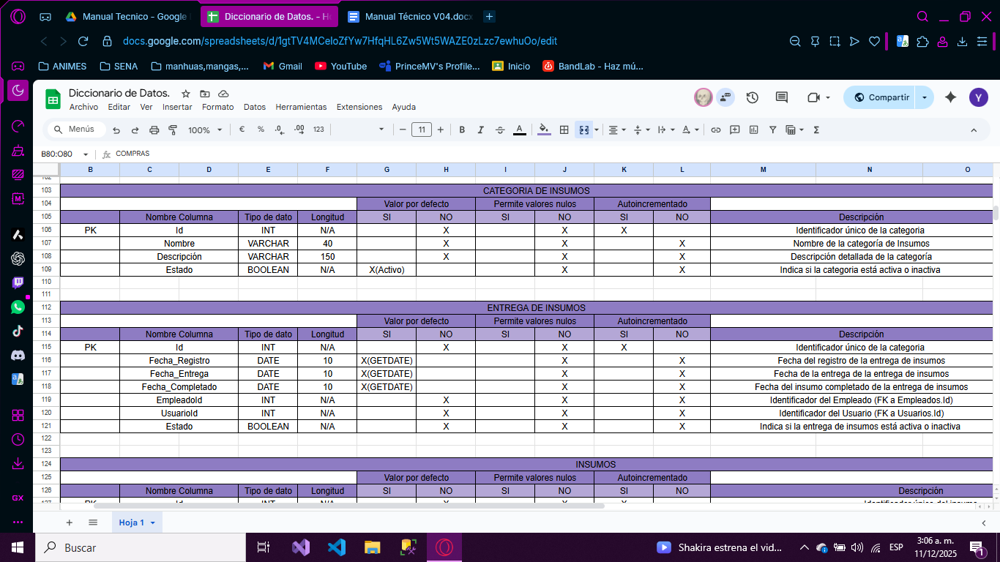 Manual Tecnico - Google
Diccionario de Datos. - H
Manual Técnico V04.docx
docs.google.com/spreadsheets/d/1gtTV4MCeIoZfYw7HfqHL6Zw5Wt5WAZE0zLzc7ewhuOo/edit
ANIMES SENA manhuas,mangas,... Gmail YouTube PrinceMV's Profile... Inicio BandLab - Haz mú...
Diccionario de Datos.
Archivo Editar Ver Insertar Formato Datos Herramientas Extensiones Ayuda
Compartir
Y
Menús 100% € % .0 .00 123 11 B I A
B80:O80 fx COMPRAS
B C D E F G H I J K L M N O
103 CATEGORIA DE INSUMOS
104 Valor por defecto Permite valores nulos Autoincrementado
105 Nombre Columna Tipo de dato Longitud SI NO SI NO SI NO Descripción
106 PK Id INT N/A X X X Identificador único de la categoria
107 Nombre VARCHAR 40 X X X Nombre de la categoría de Insumos
108 Descripción VARCHAR 150 X X X Descripción detallada de la categoría
109 Estado BOOLEAN N/A X(Activo) X X Indica si la categoria está activa o inactiva
110
111
112 ENTREGA DE INSUMOS
113 Valor por defecto Permite valores nulos Autoincrementado
114 Nombre Columna Tipo de dato Longitud SI NO SI NO SI NO Descripción
115 PK Id INT N/A X X X Identificador único de la categoria
116 Fecha_Registro DATE 10 X(GETDATE) X X Fecha del registro de la entrega de insumos
117 Fecha_Entrega DATE 10 X(GETDATE) X X Fecha de la entrega de la entrega de insumos
118 Fecha_Completado DATE 10 X(GETDATE) X X Fecha del insumo completado de la entrega de insumos
119 EmpleadoId INT N/A X X X Identificador del Empleado (FK a Empleados.Id)
120 UsuarioId INT N/A X X X Identificador del Usuario (FK a Usuarios.Id)
121 Estado BOOLEAN N/A X X X Indica si la entrega de insumos está activa o inactiva
122
123
124 INSUMOS
125 Valor por defecto Permite valores nulos Autoincrementado
126 Nombre Columna Tipo de dato Longitud SI NO SI NO SI NO Descripción
Hoja 1
GX
Buscar
Shakira estrena el vid...
ESP
3:06 a. m.
11/12/2025
1